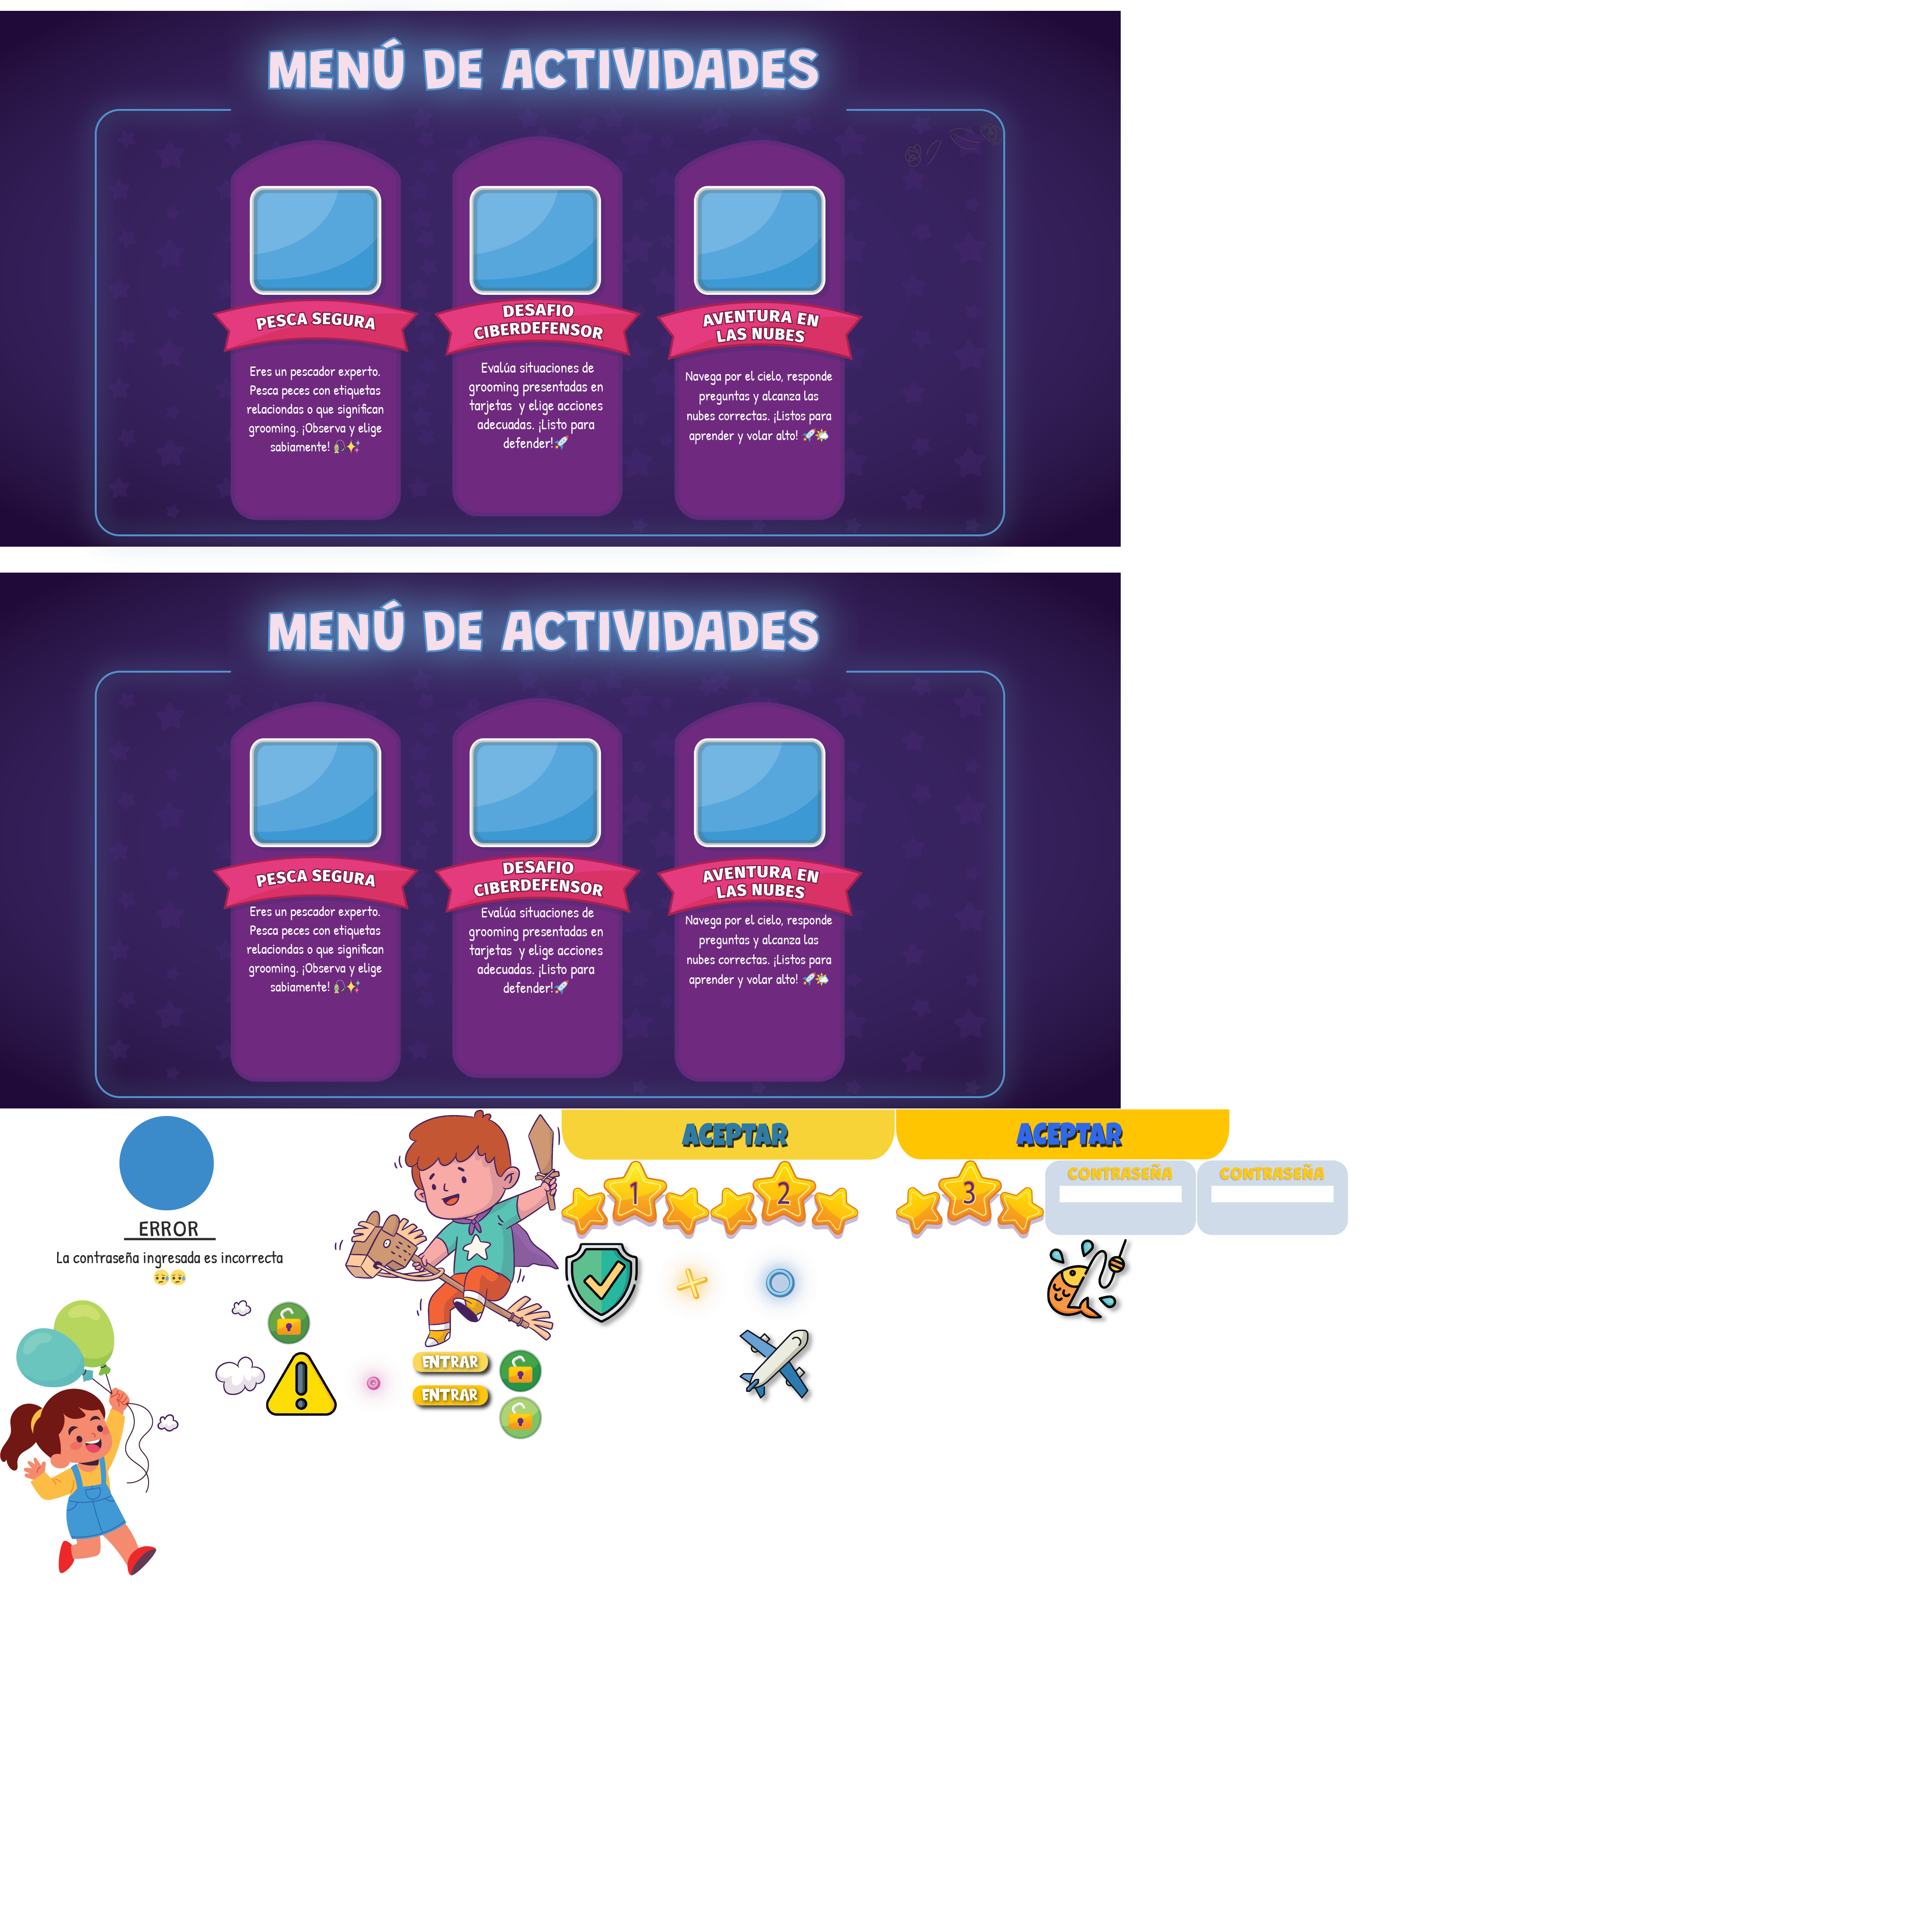 MENÚ DE ACTIVIDADES
PESCA SEGURA
Eres un pescador experto.
Pesca peces con etiquetas
relaciondas o que significan
grooming. ¡Observa y elige
sabiamente! 🎣✨
DESAFIO
CIBERDEFENSOR
Evalúa situaciones de
grooming presentadas en
tarjetas y elige acciones
adecuadas. ¡Listo para
defender!🚀
AVENTURA EN
LAS NUBES
Navega por el cielo, responde
preguntas y alcanza las
nubes correctas. ¡Listos para
aprender y volar alto! 🚀🌤️
MENÚ DE ACTIVIDADES
PESCA SEGURA
Eres un pescador experto.
Pesca peces con etiquetas
relaciondas o que significan
grooming. ¡Observa y elige
sabiamente! 🎣✨
DESAFIO
CIBERDEFENSOR
Evalúa situaciones de
grooming presentadas en
tarjetas y elige acciones
adecuadas. ¡Listo para
defender!🚀
AVENTURA EN
LAS NUBES
Navega por el cielo, responde
preguntas y alcanza las
nubes correctas. ¡Listos para
aprender y volar alto! 🚀🌤️
ACEPTAR
ACEPTAR
1
2
3
CONTRASEÑA
CONTRASEÑA
ERROR
La contraseña ingresada es incorrecta
😥😥
ENTRAR
ENTRAR